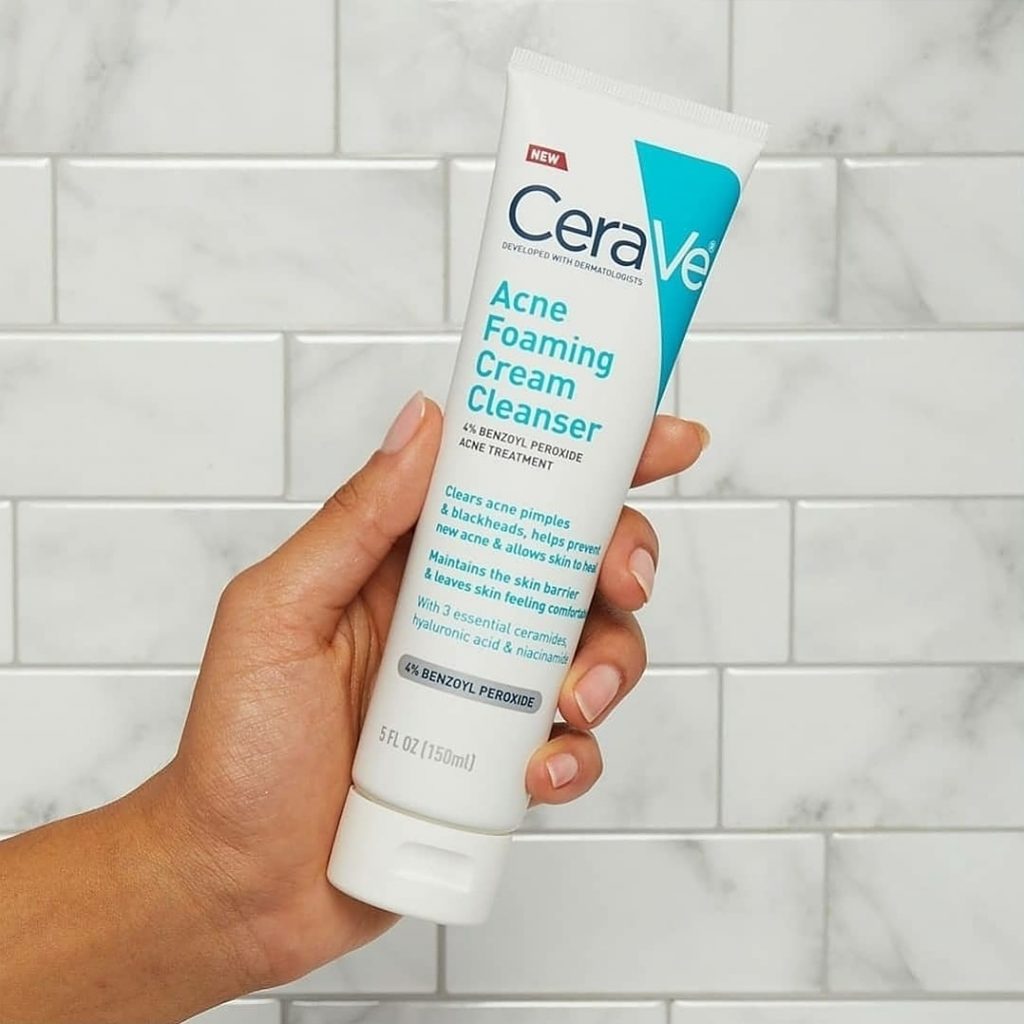 NEW
CeraVe®
DEVELOPED WITH DERMATOLOGISTS
Acne
Foaming
Cream
Cleanser
4% BENZOYL PEROXIDE
ACNE TREATMENT
Clears acne pimples
& blackheads, helps prevent
new acne & allows skin to heal
Maintains the skin barrier
& leaves skin feeling
With 3 essential ceramides,
hyaluronic acid & niacinamide
4% BENZOYL PEROXIDE
5 FL OZ (150ml)